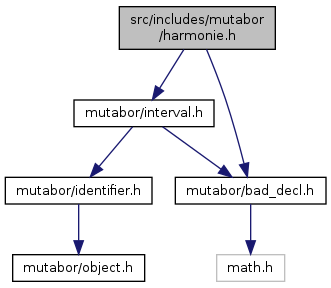 src/includes/mutabor
/harmonie.h
mutabor/interval.h
mutabor/identifier.h
mutabor/bad_decl.h
mutabor/object.h
math.h